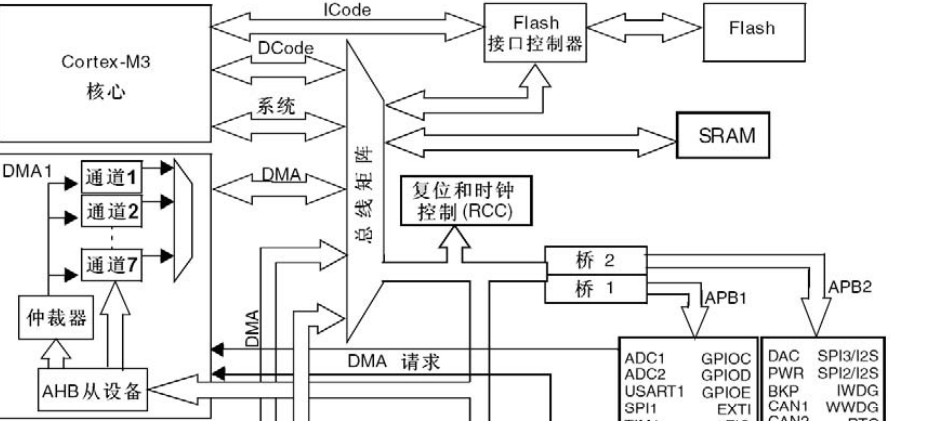 ICode
Cortex-M3
核心
DCode
系统
Flash
接口控制器
Flash
SRAM
DMA1
通道1
通道2
通道7
仲裁器
AHB从设备
DMA
总线矩阵
复位和时钟
控制(RCC)
桥 2
桥 1
APB1
APB2
DMA
DMA 请求
ADC1 GPIOC
ADC2 GPIOD
USART1 GPIOE
SPI1 EXTI
DAC SPI3/I2S
PWR SPI2/I2S
BKP IWDG
CAN1 WWDG